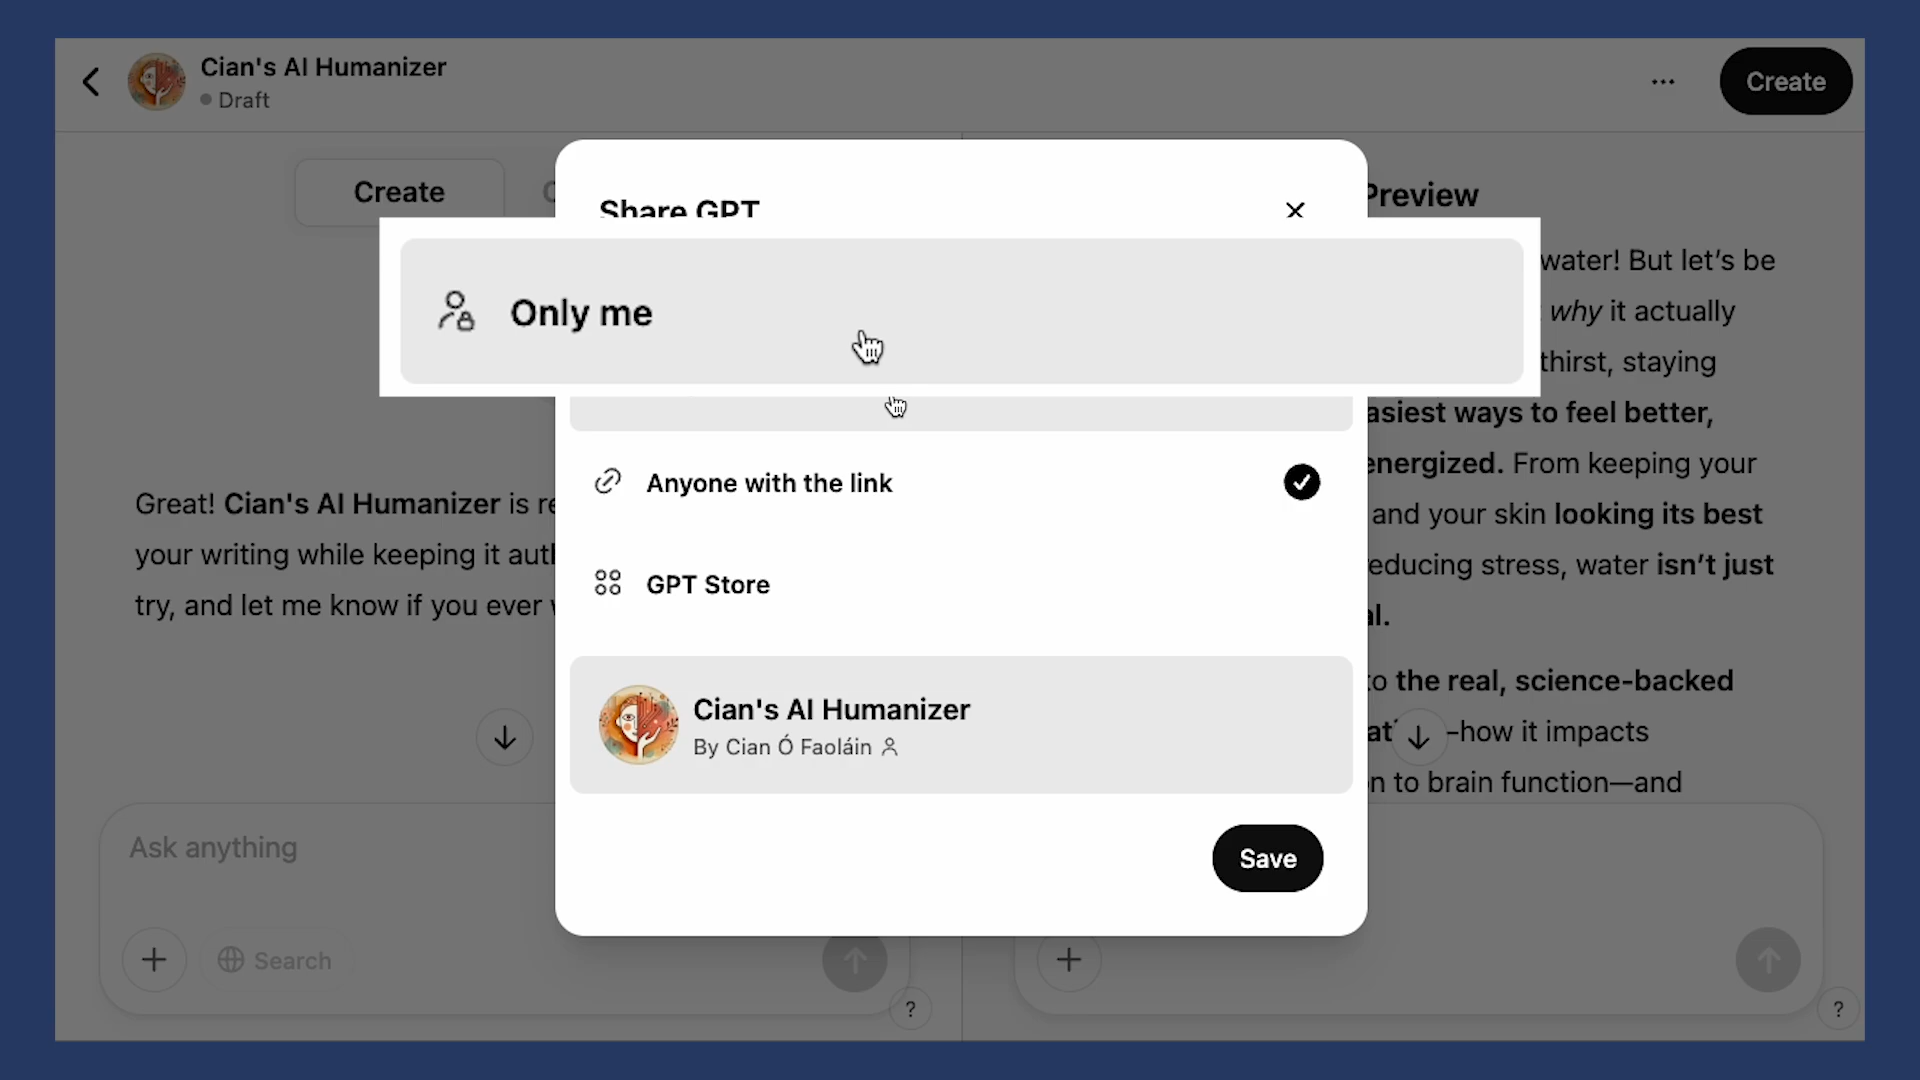 Cian's AI Humanizer
Draft
Create
Create
Share GPT
Preview
Only me
water! But let's be
why it actually
thirst, staying
easiest ways to feel better,
energized. From keeping your
and your skin looking its best
reducing stress, water isn't just
Anyone with the link
GPT Store
Great! Cian's AI Humanizer is
your writing while keeping it
try, and let me know if you ever
Cian's AI Humanizer
By Cian Ó Faoláin
the real, science-backed
–how it impacts
to brain function—and
Save
Ask anything
Search
?
?